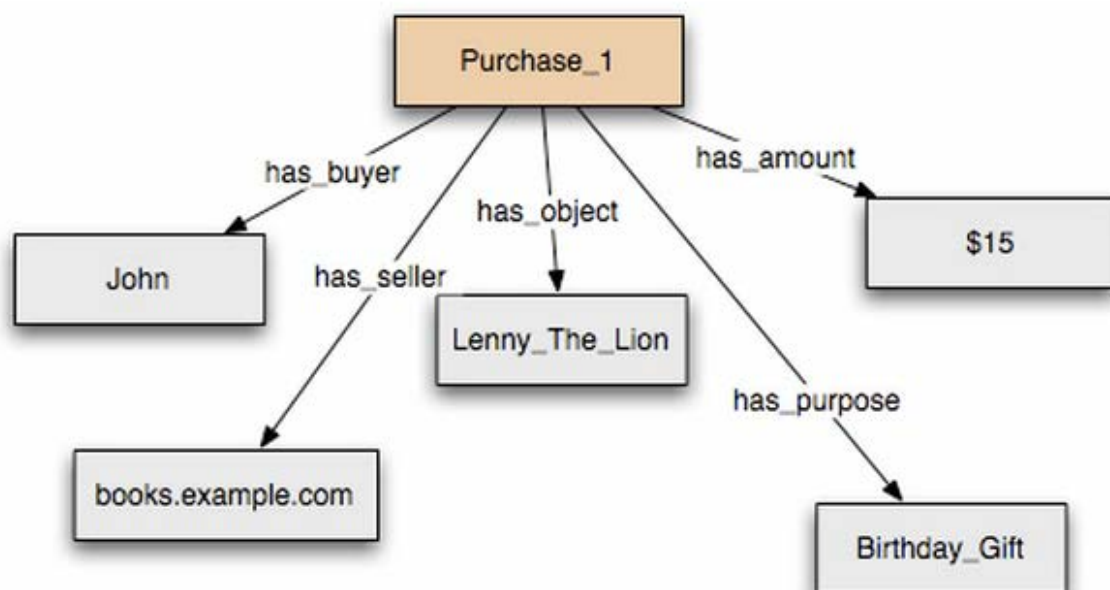 Purchase_1
has_buyer
has_amount
has_object
$15
John
has_seller
Lenny_The_Lion
has_purpose
books.example.com
Birthday_Gift